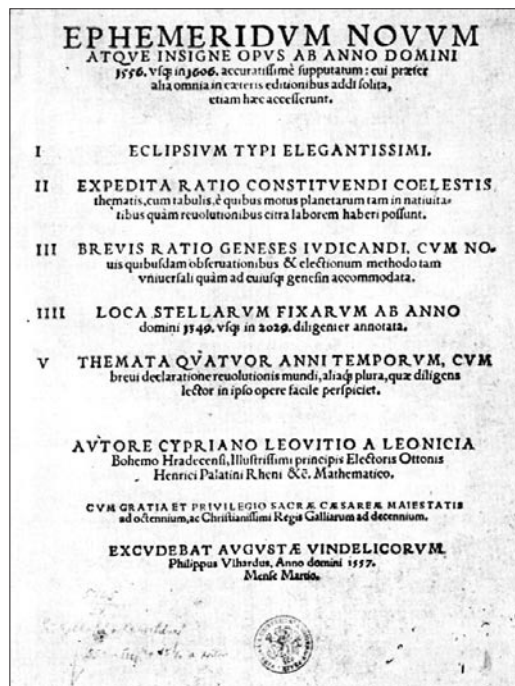 EPHEMERIDVM NOVVM
ATQVE INSIGNE OPVS AB ANNO DOMINI
1556. vſq; in 1606. accuratiſſimè ſupputatum: cui præter
alia omnia in cæteris editionibus addi ſolita,
etiam hæc acceſſerunt.
I ECLIPSIVM TYPI ELEGANTISSIMI.
II EXPEDITA RATIO CONSTITVENDI COELESTIS
thematis, cum tabulis, è quibus motus planetarum tam in natiuita-
tibus quàm reuolutionibus citra laborem haberi poſſunt.
III BREVIS RATIO GENESES IVDICANDI, CVM NO-
uis quibuſdam obſeruationibus & electionum methodo tam
vniuerſali quàm ad cuiuſq; geneſin accommodata.
IIII LOCA STELLARVM FIXARVM AB ANNO
domini 1549. vſq; in 2029. diligenter annotata.
V THEMATA QVATVOR ANNI TEMPORVM, CVM
breui declaratione reuolutionis mundi, aliaq; plura, quæ diligens
lector in ipſo opere facile perſpiciet.
AVTORE CYPRIANO LEOVITIO A LEONICIA
Bohemo Hradecenſi, Illuſtriſſimi principis Electoris Ottonis
Henrici Palatini Rheni &c. Mathematico.
CVM GRATIA ET PRIVILEGIO SACRÆ CÆSAREÆ MAIESTATIS
ad octennium, ac Chriſtianiſſimi Regis Galliarum ad decennium.
EXCVDEBAT AVGVSTÆ VINDELICORVM
Philippus Vlhardus, Anno domini 1557.
Menſe Martio.